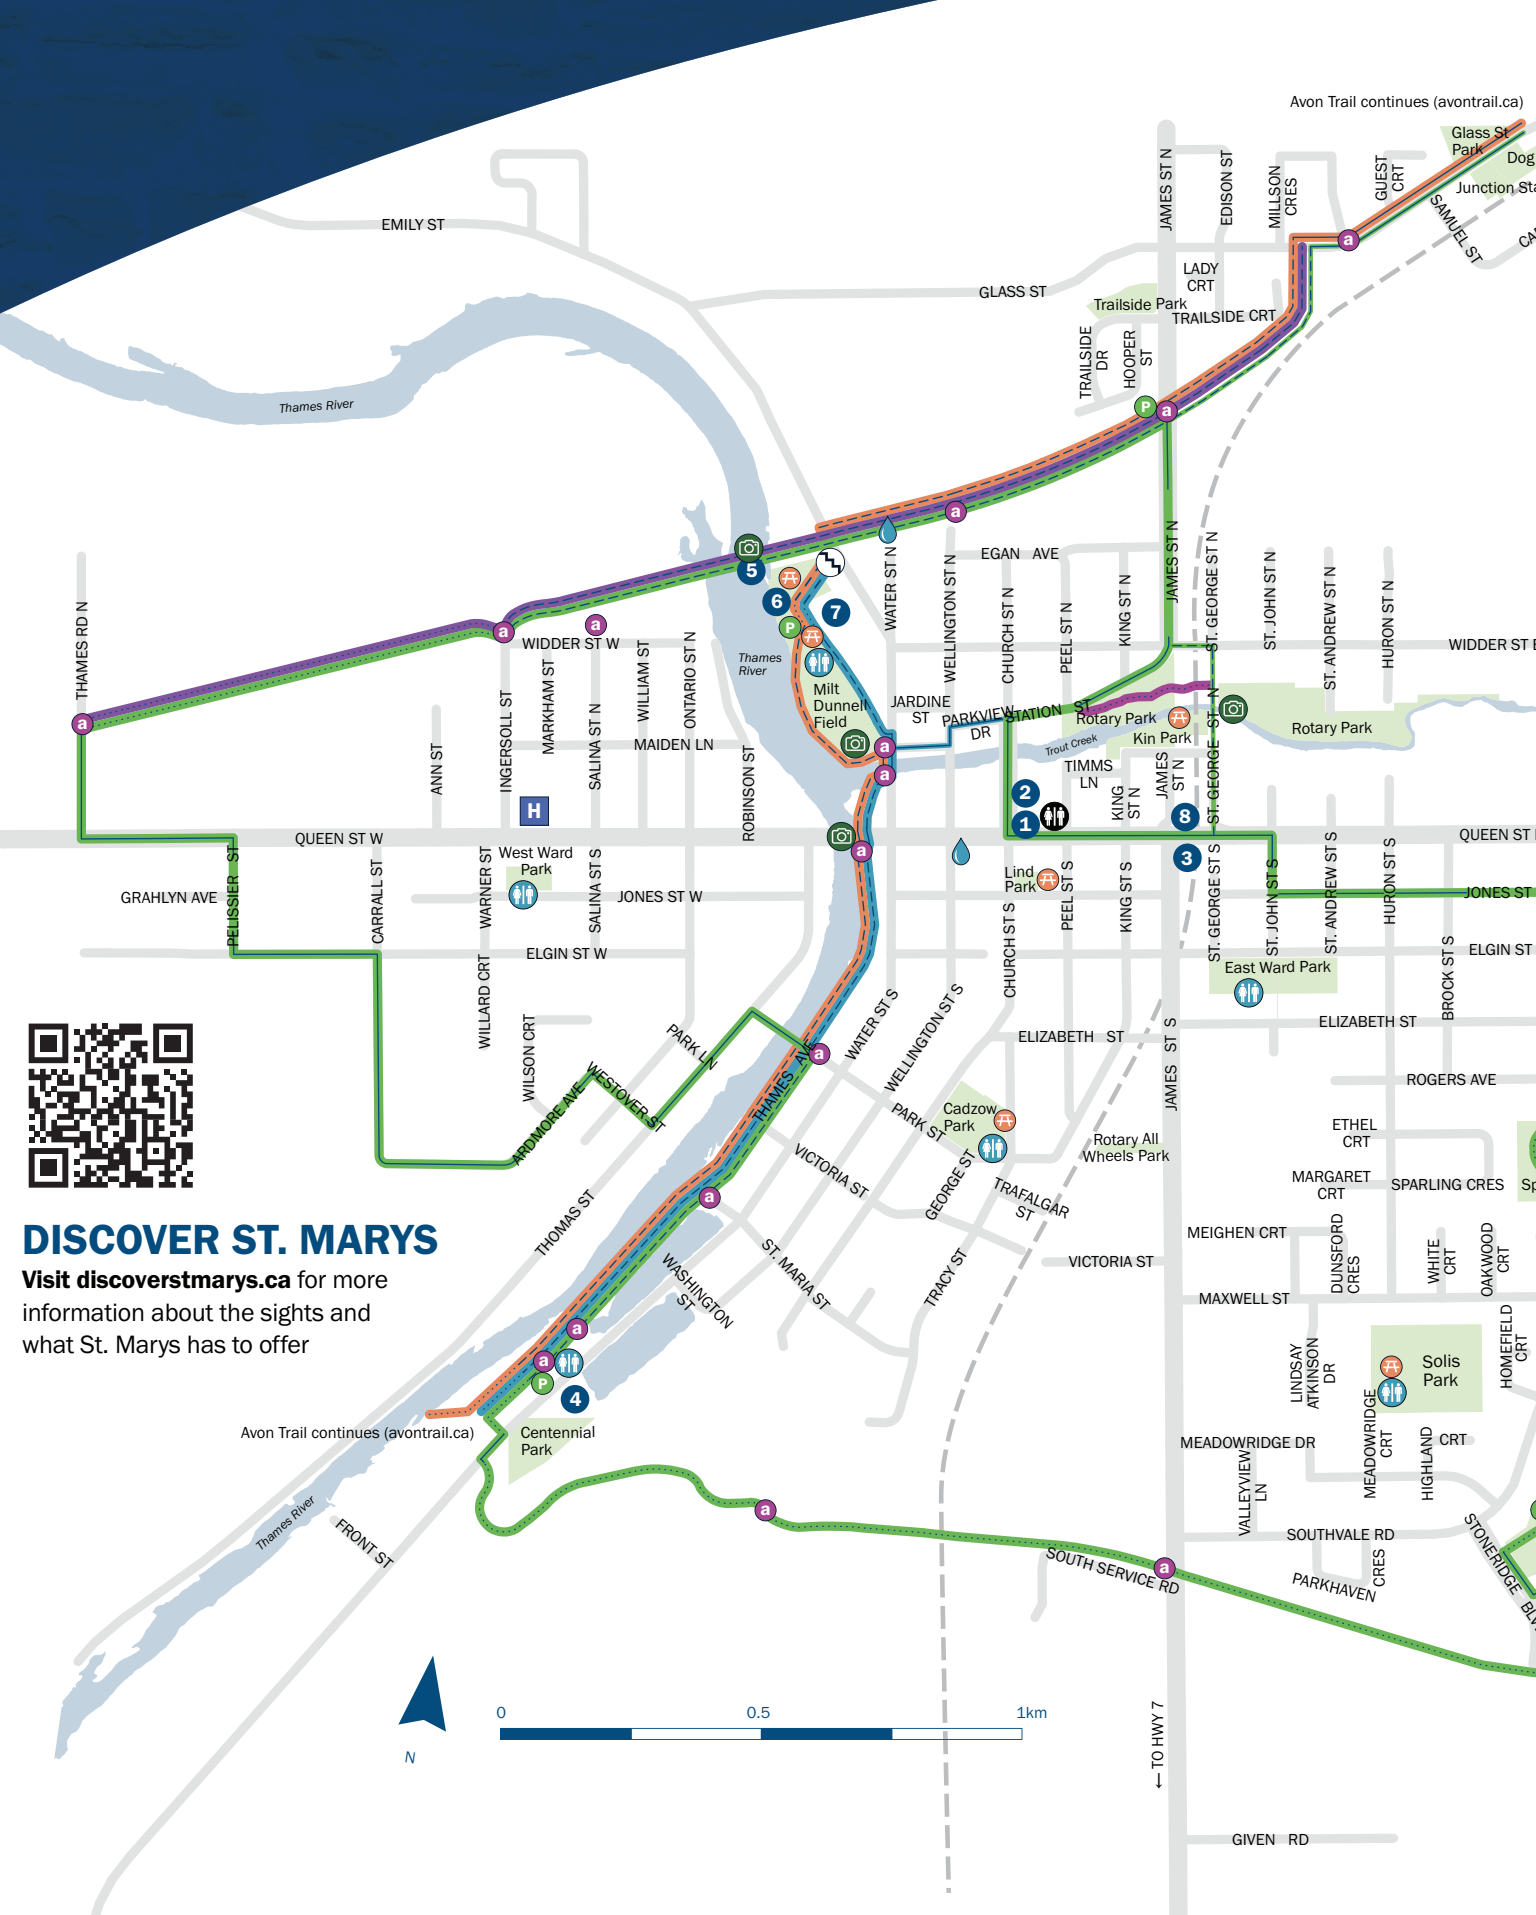 Avon Trail continues (avontrail.ca)
Glass St
Park
Dog
Junction Sta
SAMUEL ST
JAMES ST N
EDISON ST
MILLSON
CRES
GUEST
CRT
EMILY ST
GLASS ST
LADY
CRT
Trailside Park
TRAILSIDE CRT
TRAILSIDE
DR
HOOPER
ST
Thames River
P
a
a
a
5
6
7
P
EGAN AVE
WATER ST N
WELLINGTON ST N
CHURCH ST N
PEEL ST N
KING ST N
JAMES ST N
ST. GEORGE ST N
ST. JOHN ST N
ST. ANDREW ST N
HURON ST N
WIDDER ST E
THAMES RD N
a
a
a
WIDDER ST W
Thames
River
Milt
Dunnell
Field
JARDINE
ST
PARKVIEW
DR
STATION ST
Rotary Park
Kin Park
Rotary Park
Trout Creek
ANN ST
INGERSOLL ST
MARKHAM ST
SALINA ST N
WILLIAM ST
ONTARIO ST N
MAIDEN LN
ROBINSON ST
a
a
a
TIMMS
LN
KING
ST N
JAMES
ST N
ST. GEORGE ST N
H
2
1
8
3
QUEEN ST W
QUEEN ST
West Ward
Park
Lind
Park
GRAHLYN AVE
PELISSIER ST
CARRALL ST
WARNER ST
SALINA ST S
JONES ST W
JONES ST
PEEL ST S
KING ST S
ST. GEORGE ST S
ST. JOHN ST S
ST. ANDREW ST S
HURON ST S
ELGIN ST W
ELGIN ST
CHURCH ST S
East Ward Park
BROCK ST S
WILLARD CRT
WILSON CRT
PARK LN
WATER ST S
WELLINGTON ST S
ELIZABETH ST
ELIZABETH ST
JAMES ST S
ROGERS AVE
ARDMORE AVE
WESTOVER ST
THAMES AVE
a
PARK ST
Cadzow
Park
Rotary All
Wheels Park
ETHEL
CRT
MARGARET
CRT
SPARLING CRES
Sp
VICTORIA ST
GEORGE ST
TRAFALGAR
ST
THOMAS ST
a
ST. MARIA ST
WASHINGTON
ST
TRACY ST
VICTORIA ST
MEIGHEN CRT
DUNSFORD
CRES
WHITE
CRT
OAKWOOD
CRT
MAXWELL ST
DISCOVER ST. MARYS
Visit discoverstmarys.ca for more
information about the sights and
what St. Marys has to offer
a
a
P
4
LINDSAY
ATKINSON
DR
Solis
Park
HOMEFIELD
CRT
Avon Trail continues (avontrail.ca)
Centennial
Park
MEADOWRIDGE DR
MEADOWRIDGE
CRT
HIGHLAND
CRT
VALLEYVIEW
LN
Thames River
FRONT ST
a
SOUTH SERVICE RD
a
SOUTHVALE RD
PARKHAVEN
CRES
STONERIDGE BLV
N
0
0.5
1km
← TO HWY 7
GIVEN RD